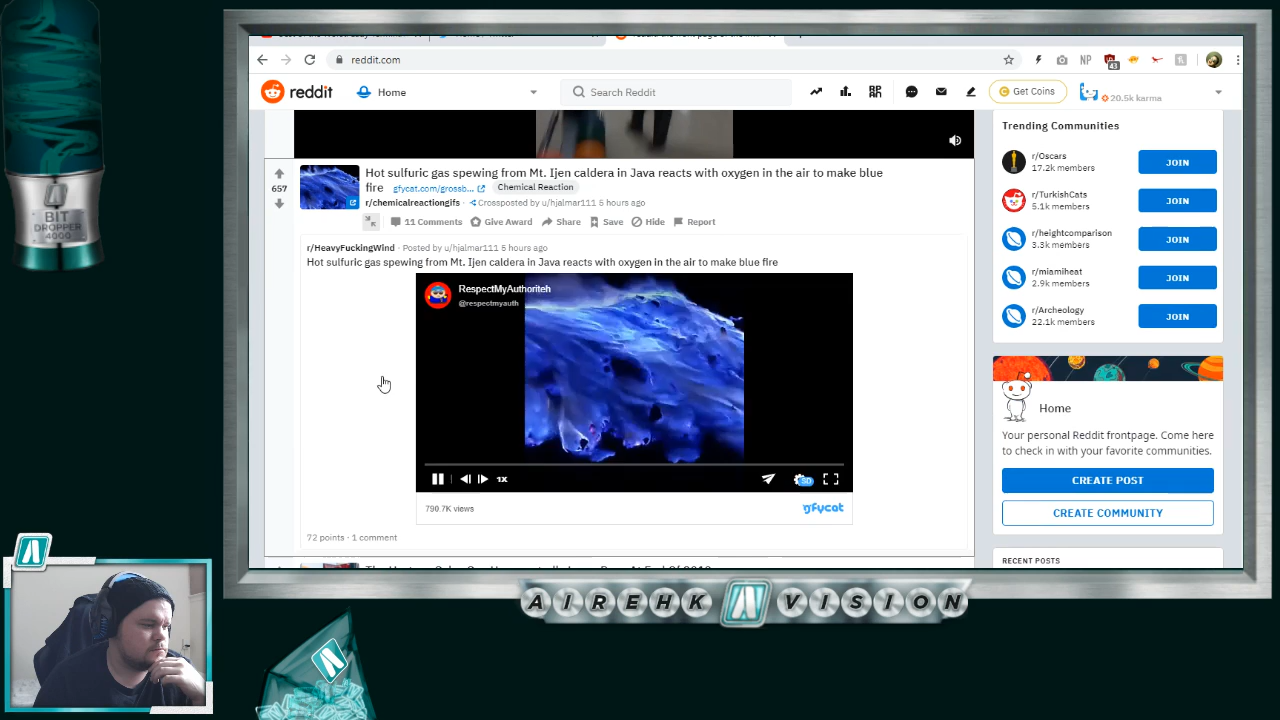 reddit.com
43
NP
reddit
Home
Search Reddit
Get Coins
20.5k karma
657
Hot sulfuric gas spewing from Mt. Ijen caldera in Java reacts with oxygen in the air to make blue
fire gfycat.com/grossb... Chemical Reaction
r/chemicalreactiongifs · Crossposted by u/hjalmar111 5 hours ago
11 Comments Give Award Share Save Hide Report
r/HeavyFuckingWind · Posted by u/hjalmar111 5 hours ago
Hot sulfuric gas spewing from Mt. Ijen caldera in Java reacts with oxygen in the air to make blue fire
RespectMyAuthoriteh
@respectmyauth
1X
SD
790.7K views
gfycat
72 points · 1 comment
Trending Communities
r/Oscars
17.2k members
JOIN
r/TurkishCats
5.1k members
JOIN
r/heightcomparison
3.3k members
JOIN
r/miamiheat
2.9k members
JOIN
r/Archeology
22.1k members
JOIN
Home
Your personal Reddit frontpage. Come here
to check in with your favorite communities.
CREATE POST
CREATE COMMUNITY
RECENT POSTS
BIT
DROPPER
4000
AIREHK VISION